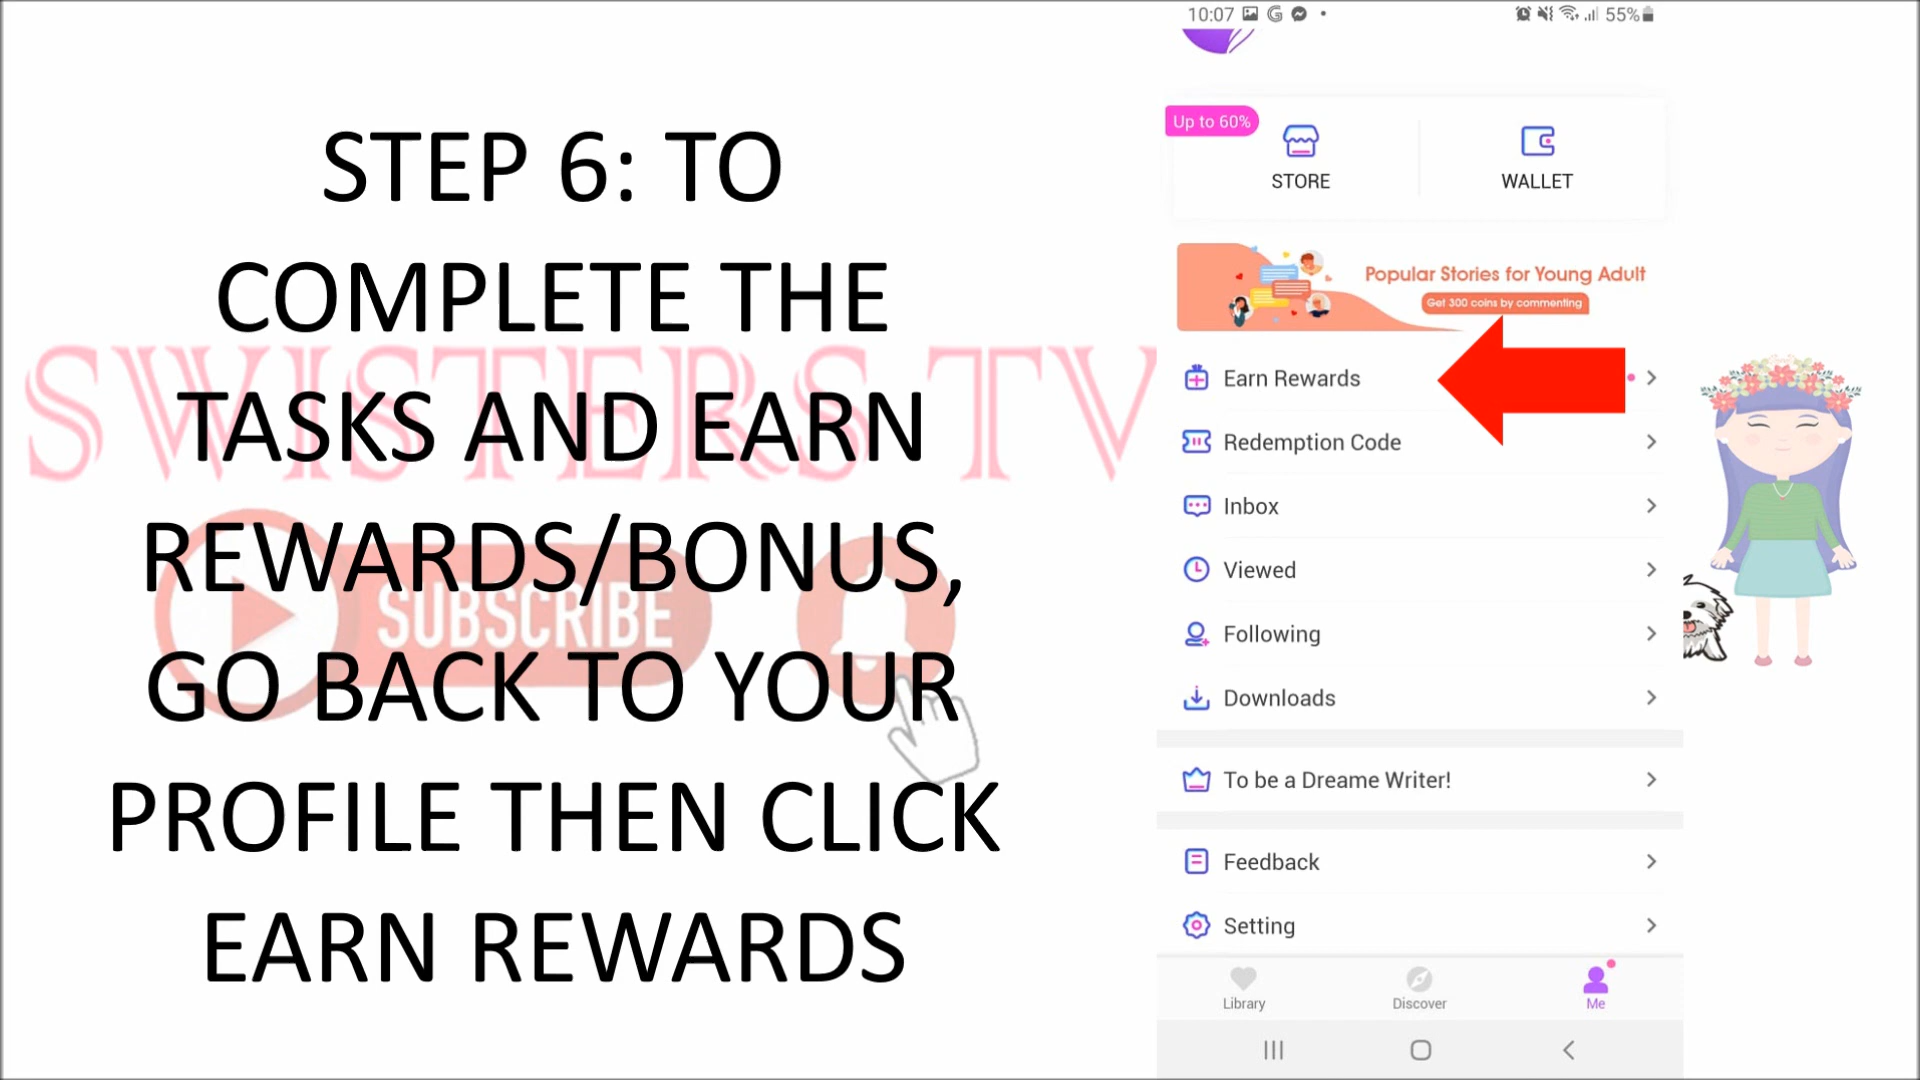 STEP 6: TO
COMPLETE THE
TASKS AND EARN
REWARDS/BONUS,
GO BACK TO YOUR
PROFILE THEN CLICK
EARN REWARDS
SWISTERS TV
SUBSCRIBE
10:07
55%
Up to 60%
STORE
WALLET
Popular Stories for Young Adult
Get 300 coins by commenting
Earn Rewards
Redemption Code
Inbox
Viewed
Following
Downloads
To be a Dreame Writer!
Feedback
Setting
Library
Discover
Me